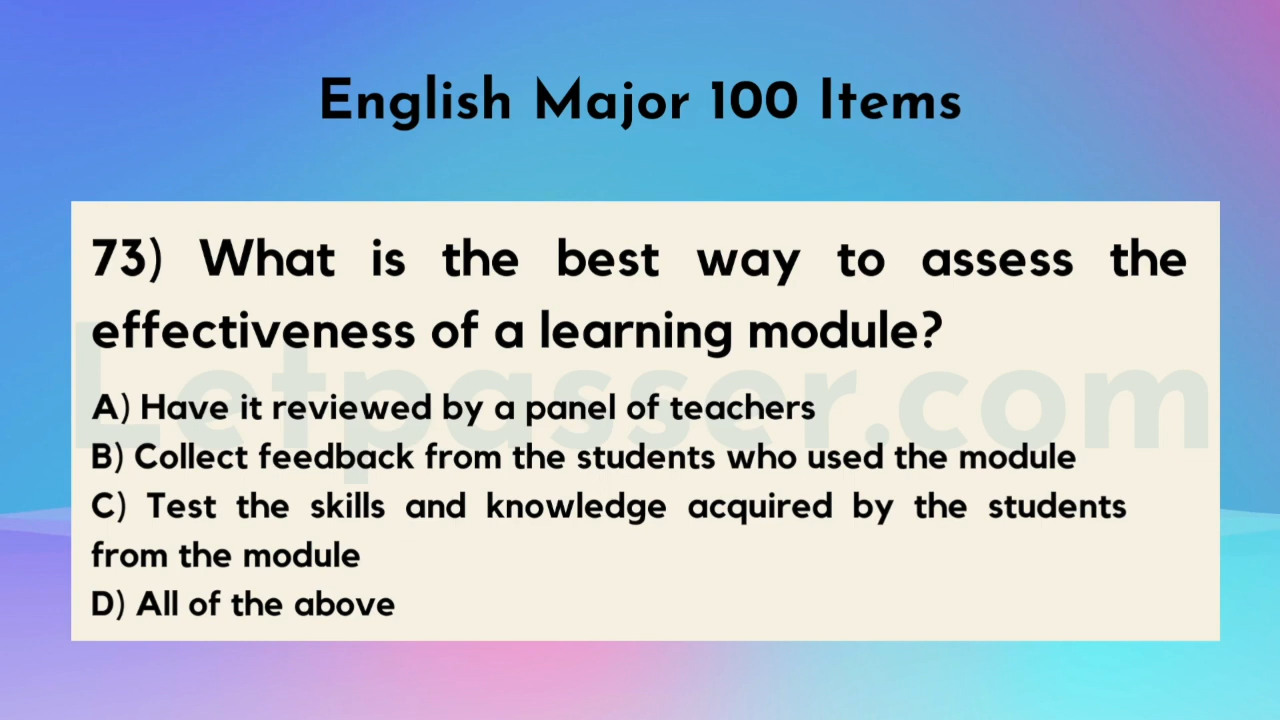 English Major 100 Items
73) What is the best way to assess the
effectiveness of a learning module?
A) Have it reviewed by a panel of teachers
B) Collect feedback from the students who used the module
C) Test the skills and knowledge acquired by the students
from the module
D) All of the above
Letpasser.com